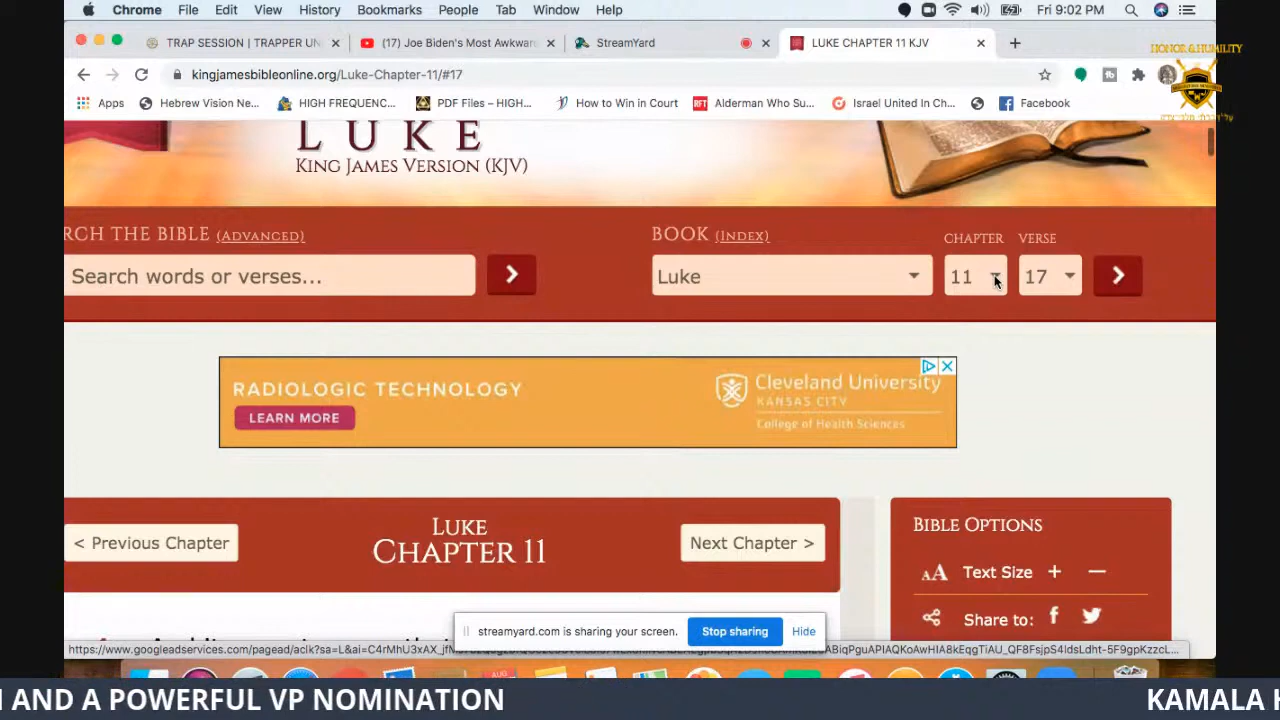 Chrome File Edit View History Bookmarks People Tab Window Help Fri 9:02 PM
TRAP SESSION | TRAPPER UN (17) Joe Biden's Most Awkwar StreamYard LUKE CHAPTER 11 KJV
kingjamesbibleonline.org/Luke-Chapter-11/#17
Apps Hebrew Vision Ne... HIGH FREQUENC... PDF Files – HIGH... How to Win in Court RFT Alderman Who Su... Israel United In Ch... Facebook
HONOR & HUMILITY
LUKE
KING JAMES VERSION (KJV)
RCH THE BIBLE (ADVANCED) BOOK (INDEX) CHAPTER VERSE
Search words or verses... Luke 11 17
RADIOLOGIC TECHNOLOGY
LEARN MORE
Cleveland University
KANSAS CITY
College of Health Sciences
< Previous Chapter
LUKE
CHAPTER 11
Next Chapter >
BIBLE OPTIONS
AA Text Size + —
Share to:
streamyard.com is sharing your screen. Stop sharing Hide
AND A POWERFUL VP NOMINATION KAMALA